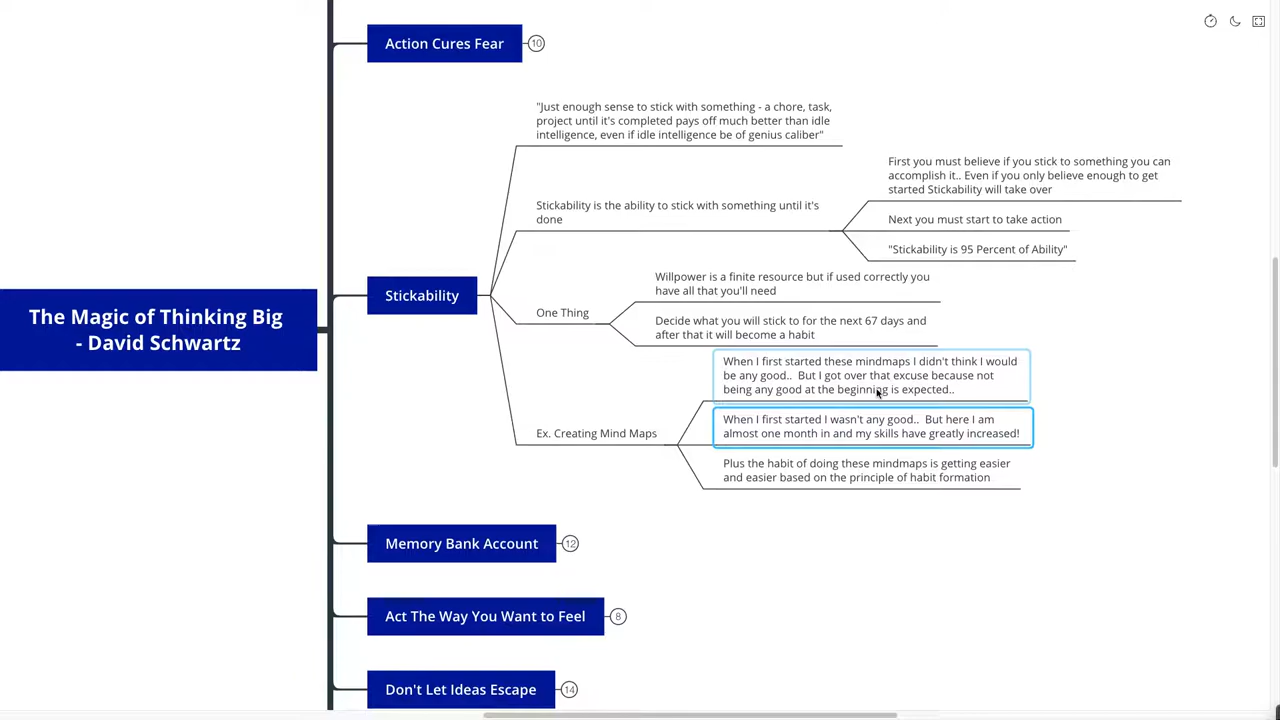 The Magic of Thinking Big
- David Schwartz
Action Cures Fear
10
Stickability
"Just enough sense to stick with something - a chore, task,
project until it's completed pays off much better than idle
intelligence, even if idle intelligence be of genius caliber"
Stickability is the ability to stick with something until it's
done
First you must believe if you stick to something you can
accomplish it.. Even if you only believe enough to get
started Stickability will take over
Next you must start to take action
"Stickability is 95 Percent of Ability"
One Thing
Willpower is a finite resource but if used correctly you
have all that you'll need
Decide what you will stick to for the next 67 days and
after that it will become a habit
Ex. Creating Mind Maps
When I first started these mindmaps I didn't think I would
be any good..  But I got over that excuse because not
being any good at the beginning is expected..
When I first started I wasn't any good..  But here I am
almost one month in and my skills have greatly increased!
Plus the habit of doing these mindmaps is getting easier
and easier based on the principle of habit formation
Memory Bank Account
12
Act The Way You Want to Feel
8
Don't Let Ideas Escape
14